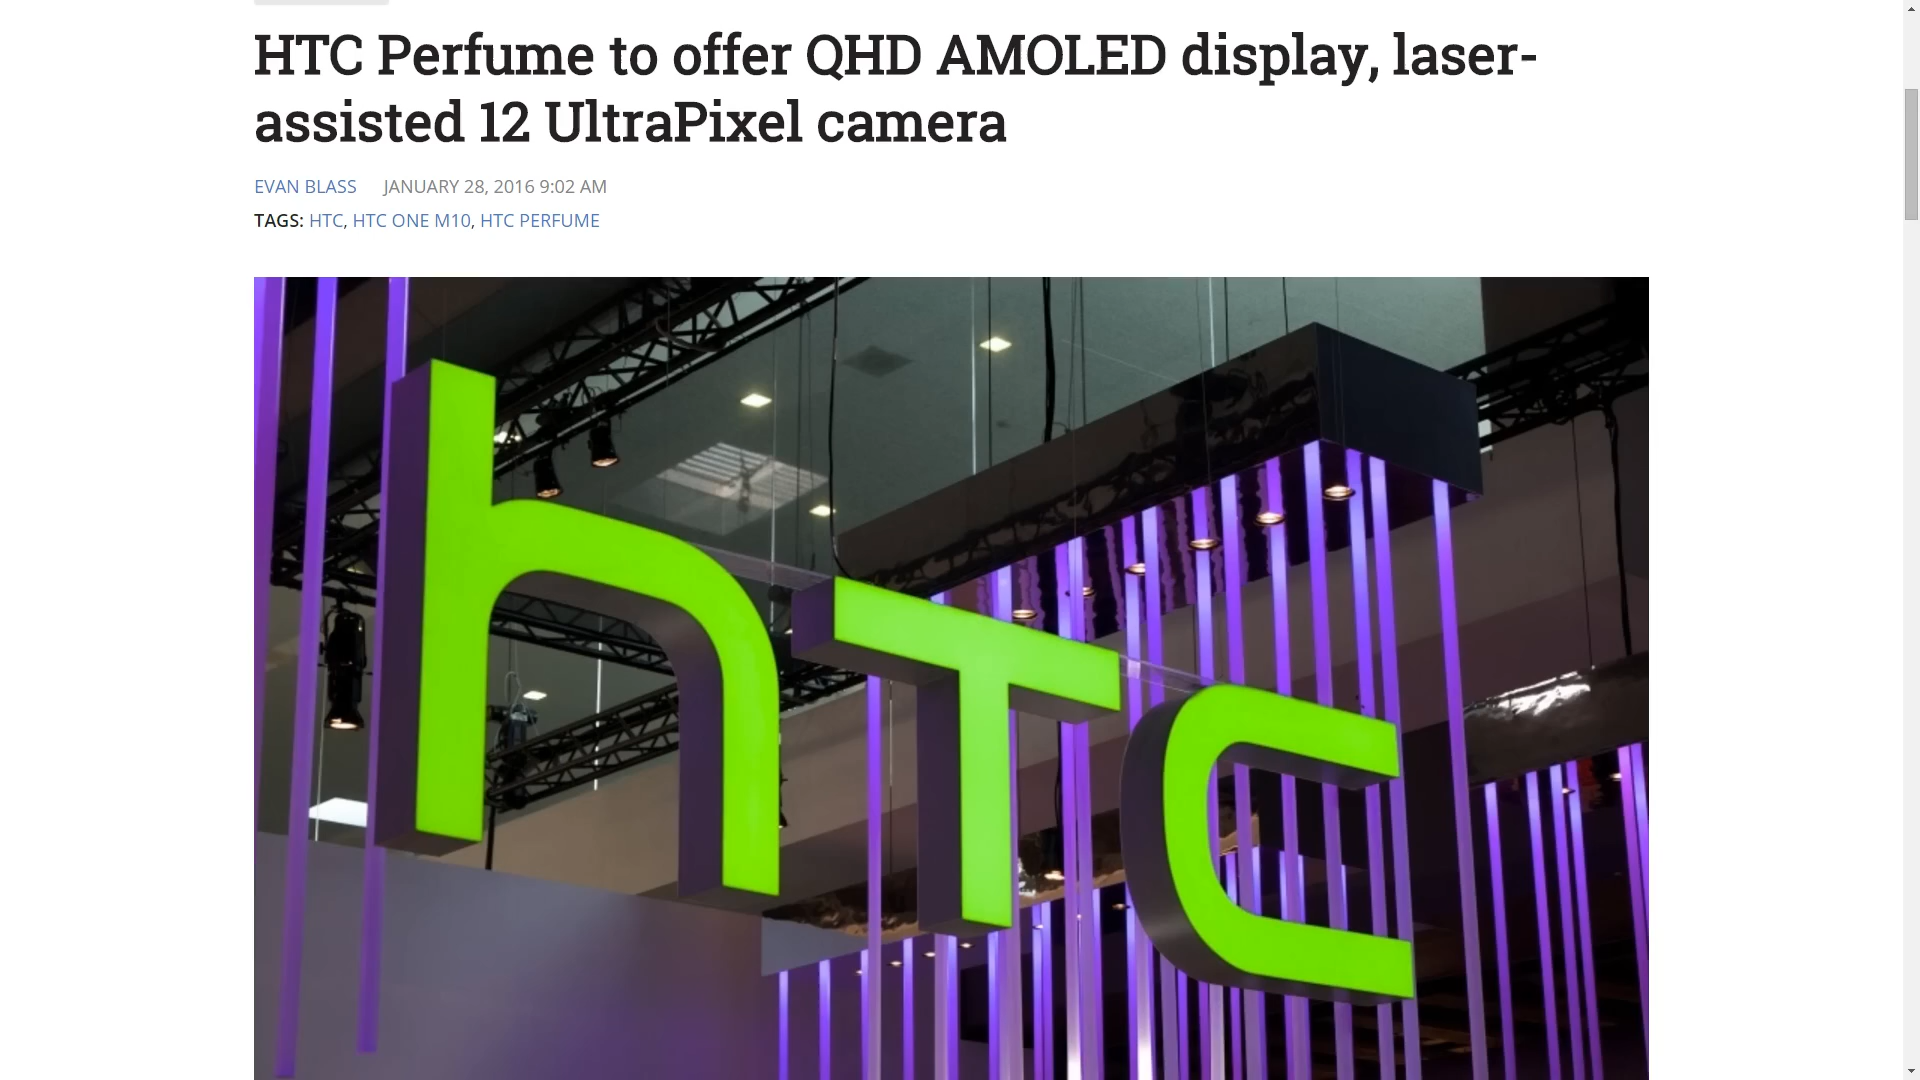 HTC Perfume to offer QHD AMOLED display, laser-
assisted 12 UltraPixel camera
EVAN BLASS JANUARY 28, 2016 9:02 AM
TAGS: HTC, HTC ONE M10, HTC PERFUME
hTC